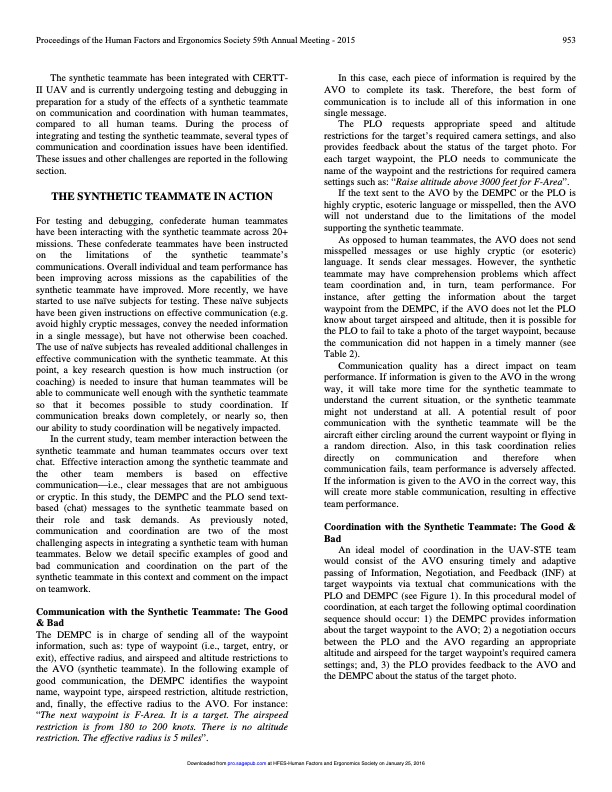 Proceedings of the Human Factors and Ergonomics Society 59th Annual Meeting - 2015
953
The synthetic teammate has been integrated with CERTT-
II UAV and is currently undergoing testing and debugging in
preparation for a study of the effects of a synthetic teammate
on communication and coordination with human teammates,
compared to all human teams. During the process of
integrating and testing the synthetic teammate, several types of
communication and coordination issues have been identified.
These issues and other challenges are reported in the following
section.
THE SYNTHETIC TEAMMATE IN ACTION
For testing and debugging, confederate human teammates
have been interacting with the synthetic teammate across 20+
missions. These confederate teammates have been instructed
on the limitations of the synthetic teammate's
communications. Overall individual and team performance has
been improving across missions as the capabilities of the
synthetic teammate have improved. More recently, we have
started to use naïve subjects for testing. These naïve subjects
have been given instructions on effective communication (e.g.
avoid highly cryptic messages, convey the needed information
in a single message), but have not otherwise been coached.
The use of naïve subjects has revealed additional challenges in
effective communication with the synthetic teammate. At this
point, a key research question is how much instruction (or
coaching) is needed to insure that human teammates will be
able to communicate well enough with the synthetic teammate
so that it becomes possible to study coordination. If
communication breaks down completely, or nearly so, then
our ability to study coordination will be negatively impacted.
In the current study, team member interaction between the
synthetic teammate and human teammates occurs over text
chat. Effective interaction among the synthetic teammate and
the other team members is based on effective
communication—i.e., clear messages that are not ambiguous
or cryptic. In this study, the DEMPC and the PLO send text-
based (chat) messages to the synthetic teammate based on
their role and task demands. As previously noted,
communication and coordination are two of the most
challenging aspects in integrating a synthetic team with human
teammates. Below we detail specific examples of good and
bad communication and coordination on the part of the
synthetic teammate in this context and comment on the impact
on teamwork.
Communication with the Synthetic Teammate: The Good
& Bad
The DEMPC is in charge of sending all of the waypoint
information, such as: type of waypoint (i.e., target, entry, or
exit), effective radius, and airspeed and altitude restrictions to
the AVO (synthetic teammate). In the following example of
good communication, the DEMPC identifies the waypoint
name, waypoint type, airspeed restriction, altitude restriction,
and, finally, the effective radius to the AVO. For instance:
“The next waypoint is F-Area. It is a target. The airspeed
restriction is from 180 to 200 knots. There is no altitude
restriction. The effective radius is 5 miles”.
In this case, each piece of information is required by the
AVO to complete its task. Therefore, the best form of
communication is to include all of this information in one
single message.
The PLO requests appropriate speed and altitude
restrictions for the target's required camera settings, and also
provides feedback about the status of the target photo. For
each target waypoint, the PLO needs to communicate the
name of the waypoint and the restrictions for required camera
settings such as: “Raise altitude above 3000 feet for F-Area”.
If the text sent to the AVO by the DEMPC or the PLO is
highly cryptic, esoteric language or misspelled, then the AVO
will not understand due to the limitations of the model
supporting the synthetic teammate.
As opposed to human teammates, the AVO does not send
misspelled messages or use highly cryptic (or esoteric)
language. It sends clear messages. However, the synthetic
teammate may have comprehension problems which affect
team coordination and, in turn, team performance. For
instance, after getting the information about the target
waypoint from the DEMPC, if the AVO does not let the PLO
know about target airspeed and altitude, then it is possible for
the PLO to fail to take a photo of the target waypoint, because
the communication did not happen in a timely manner (see
Table 2).
Communication quality has a direct impact on team
performance. If information is given to the AVO in the wrong
way, it will take more time for the synthetic teammate to
understand the current situation, or the synthetic teammate
might not understand at all. A potential result of poor
communication with the synthetic teammate will be the
aircraft either circling around the current waypoint or flying in
a random direction. Also, in this task coordination relies
directly on communication and therefore when
communication fails, team performance is adversely affected.
If the information is given to the AVO in the correct way, this
will create more stable communication, resulting in effective
team performance.
Coordination with the Synthetic Teammate: The Good &
Bad
An ideal model of coordination in the UAV-STE team
would consist of the AVO ensuring timely and adaptive
passing of Information, Negotiation, and Feedback (INF) at
target waypoints via textual chat communications with the
PLO and DEMPC (see Figure 1). In this procedural model of
coordination, at each target the following optimal coordination
sequence should occur: 1) the DEMPC provides information
about the target waypoint to the AVO; 2) a negotiation occurs
between the PLO and the AVO regarding an appropriate
altitude and airspeed for the target waypoint's required camera
settings; and, 3) the PLO provides feedback to the AVO and
the DEMPC about the status of the target photo.
Downloaded from pro.sagepub.com at HFES-Human Factors and Ergonomics Society on January 25, 2016